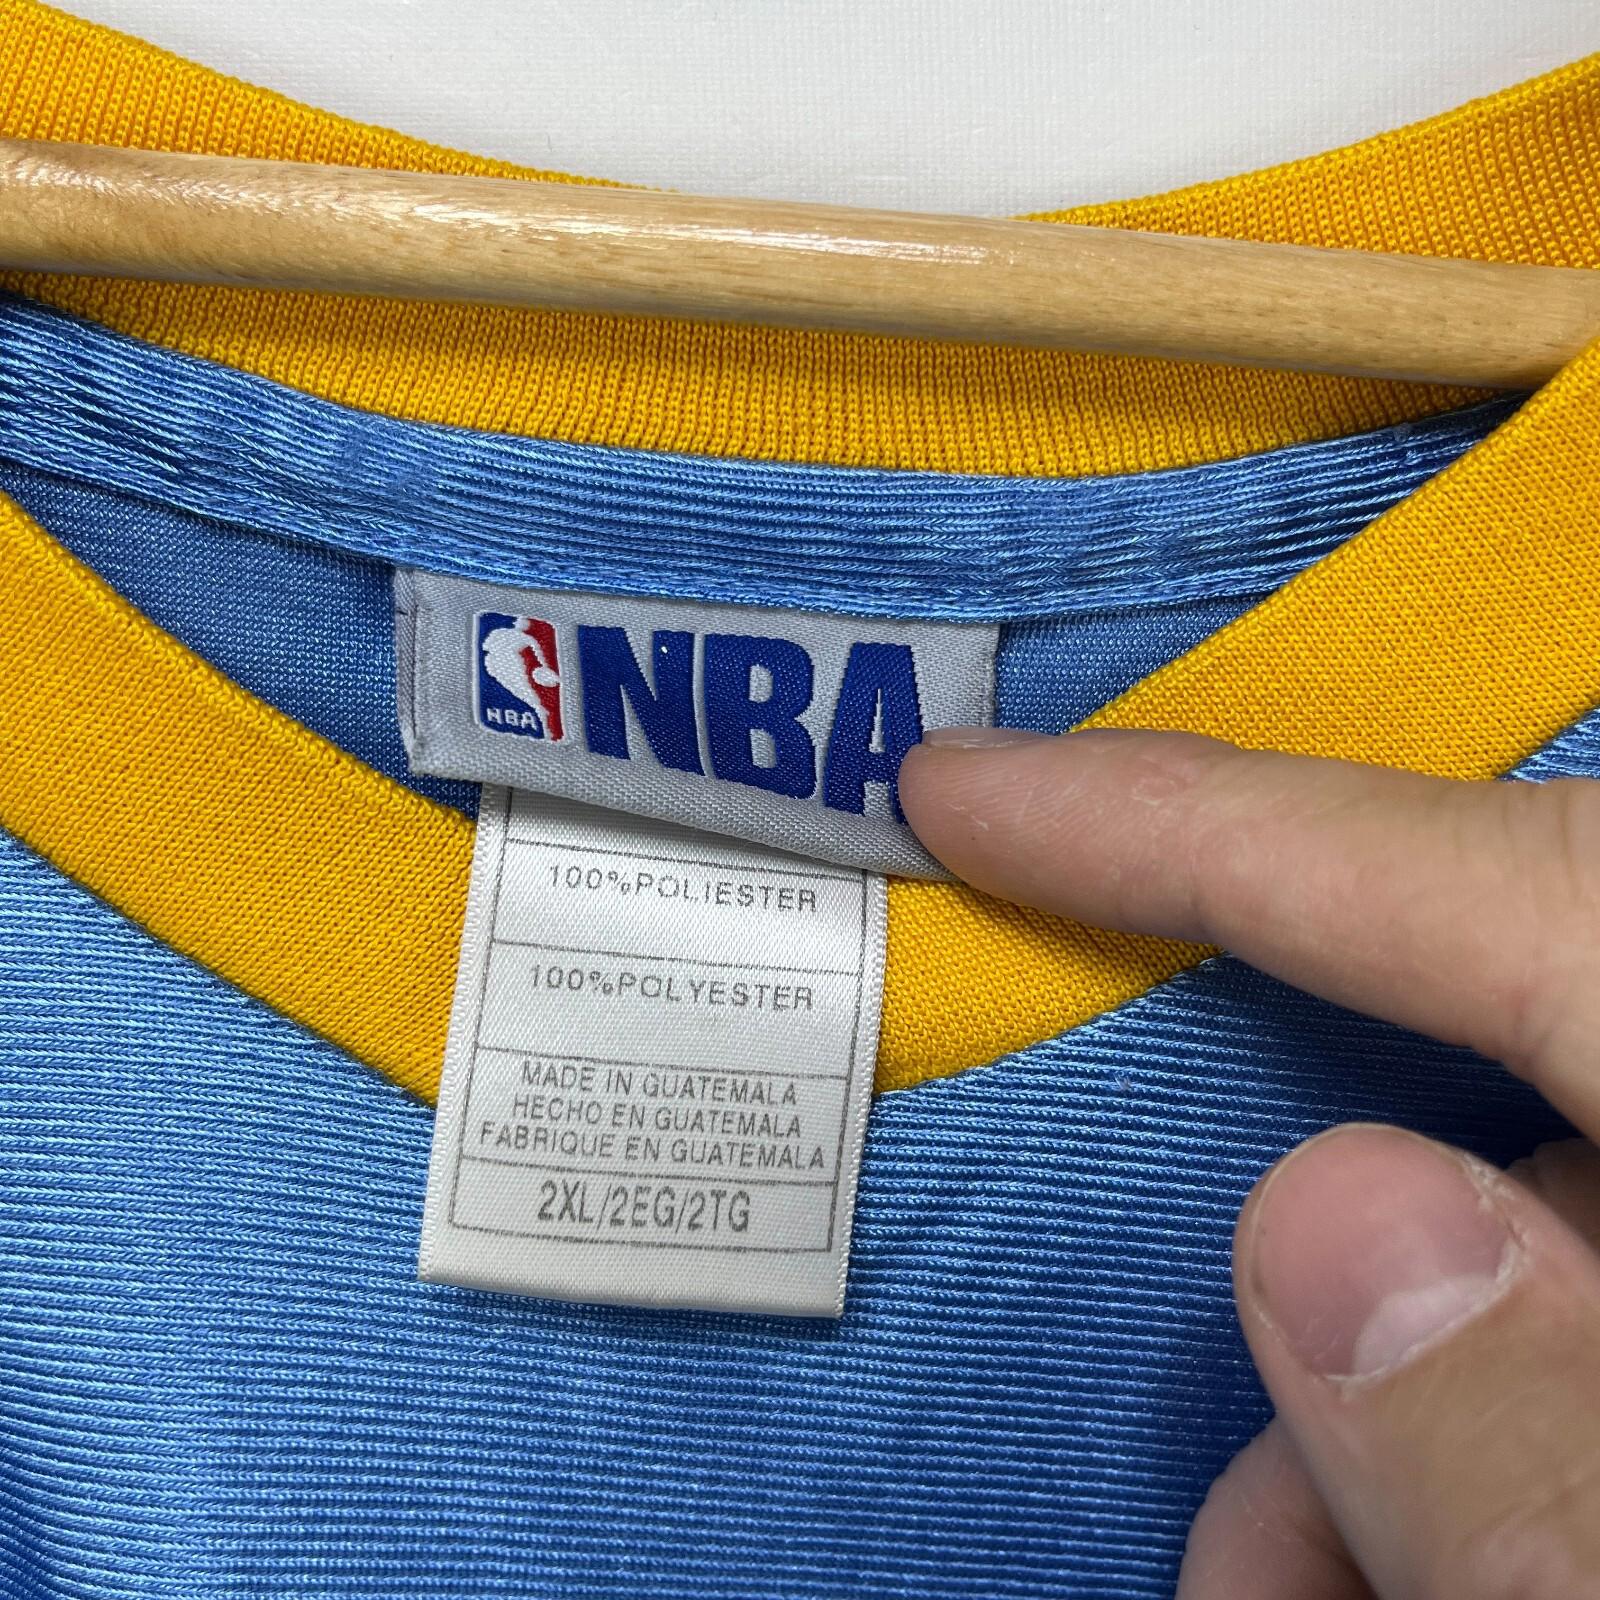 NBA
NBA
100%POLIESTER
100%POLYESTER
MADE IN GUATEMALA
HECHO EN GUATEMALA
FABRIQUE EN GUATEMALA
2XL/2EG/2TG